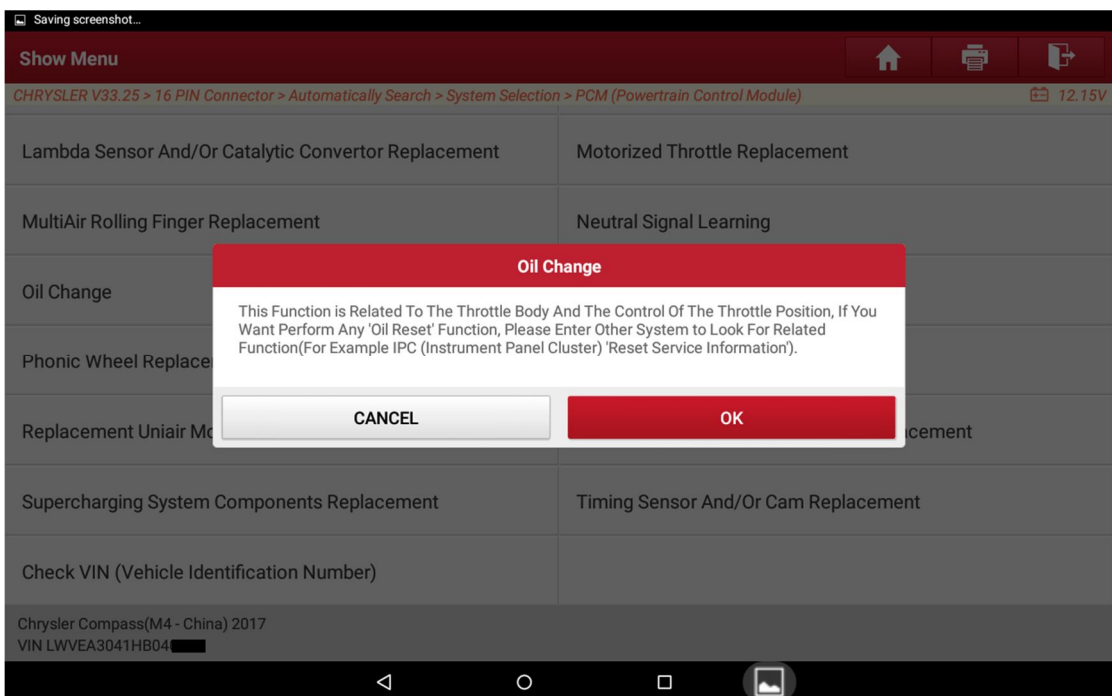 Saving screenshot...
Show Menu
CHRYSLER V33.25 > 16 PIN Connector > Automatically Search > System Selection > PCM (Powertrain Control Module)
12.15V
Lambda Sensor And/Or Catalytic Convertor Replacement
Motorized Throttle Replacement
MultiAir Rolling Finger Replacement
Neutral Signal Learning
Oil Change
Oil Change
This Function is Related To The Throttle Body And The Control Of The Throttle Position, If You
Want Perform Any 'Oil Reset' Function, Please Enter Other System to Look For Related
Function(For Example IPC (Instrument Panel Cluster) 'Reset Service Information').
Phonic Wheel
CANCEL
OK
Replacement Uniair
Supercharging System Components Replacement
Timing Sensor And/Or Cam Replacement
Check VIN (Vehicle Identification Number)
Chrysler Compass(M4 - China) 2017
VIN LWVEA3041HB04